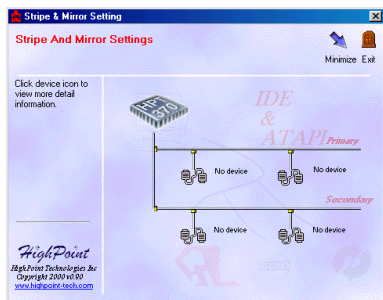 Stripe & Mirror Setting
Stripe And Mirror Settings
Minimize Exit
Click device icon to
view more detail
information.
HPT
370
IDE
&
ATAPI
Primary
No device
No device
Secondary
No device
No device
HighPoint
HighPoint Technologies Inc
Copyright 2000 v0.90
www.highpoint-tech.com